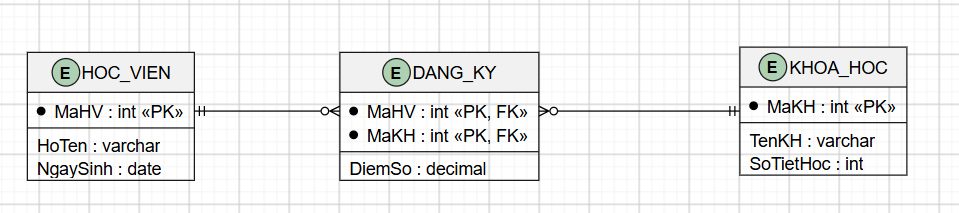 E HOC_VIEN
MaHV : int «PK»
HoTen : varchar
NgaySinh : date
E DANG_KY
MaHV : int «PK, FK»
MaKH : int «PK, FK»
DiemSo : decimal
E KHOA_HOC
MaKH : int «PK»
TenKH : varchar
SoTietHoc : int